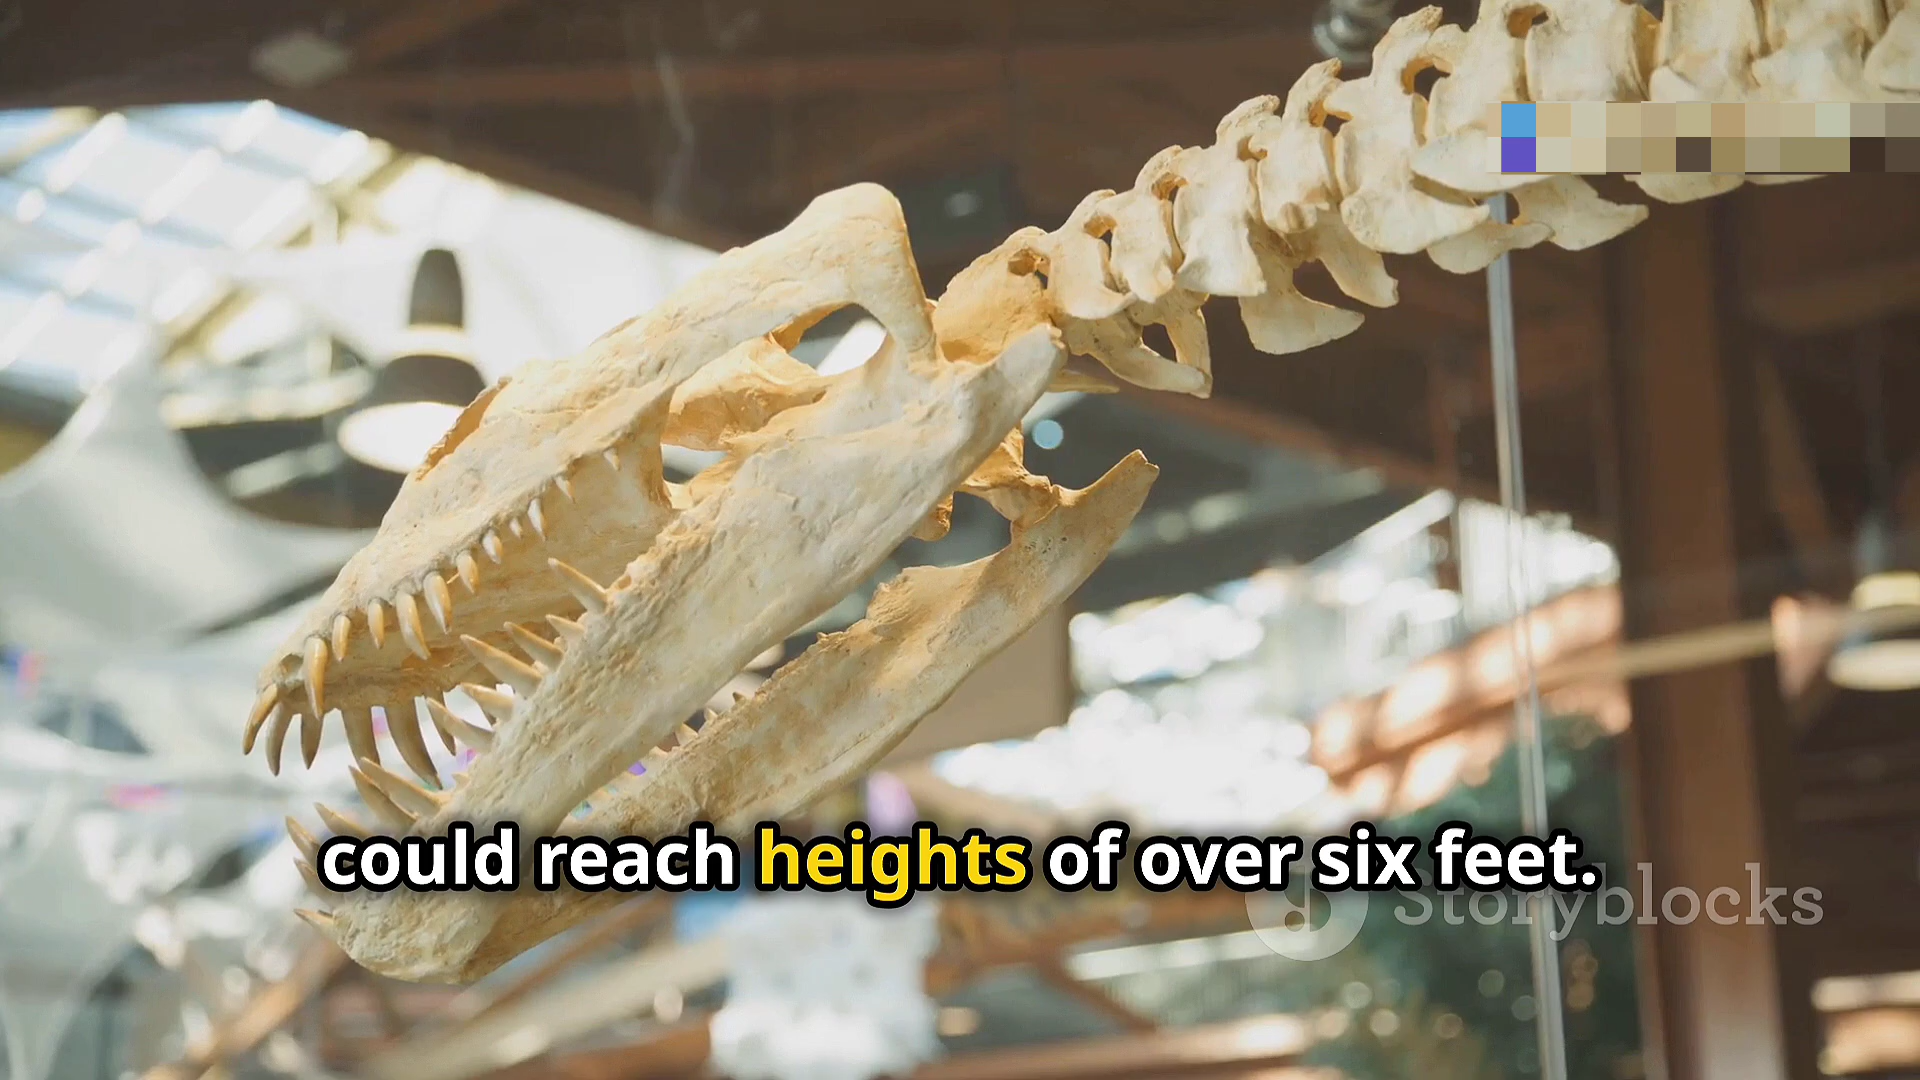 could reach heights of over six feet.
Storyblocks